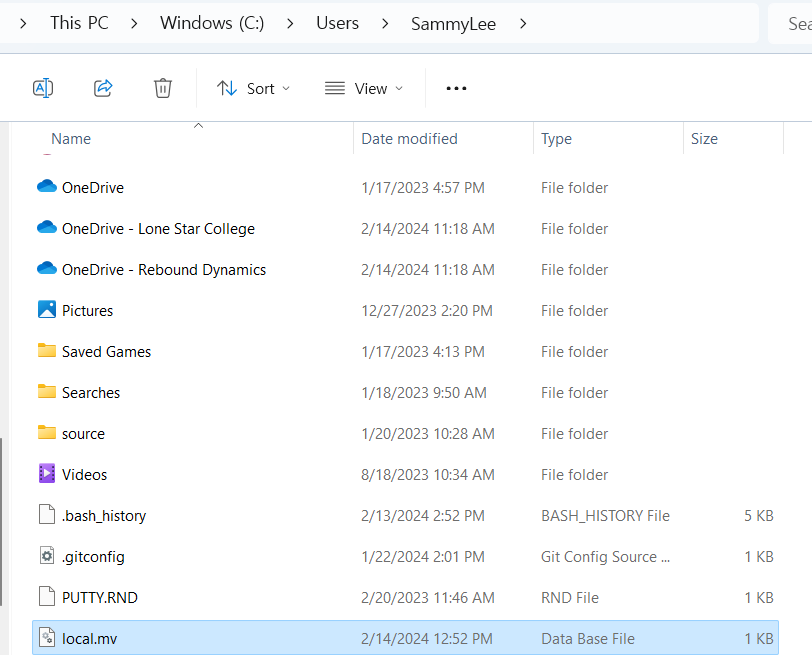 This PC > Windows (C:) > Users > SammyLee >
Sea
A Sort View ...
Name Date modified Type Size
OneDrive 1/17/2023 4:57 PM File folder
OneDrive - Lone Star College 2/14/2024 11:18 AM File folder
OneDrive - Rebound Dynamics 2/14/2024 11:18 AM File folder
Pictures 12/27/2023 2:20 PM File folder
Saved Games 1/17/2023 4:13 PM File folder
Searches 1/18/2023 9:50 AM File folder
source 1/20/2023 10:28 AM File folder
Videos 8/18/2023 10:34 AM File folder
.bash_history 2/13/2024 2:52 PM BASH_HISTORY File 5 KB
.gitconfig 1/22/2024 2:01 PM Git Config Source ... 1 KB
PUTTY.RND 2/20/2023 11:46 AM RND File 1 KB
local.mv 2/14/2024 12:52 PM Data Base File 1 KB